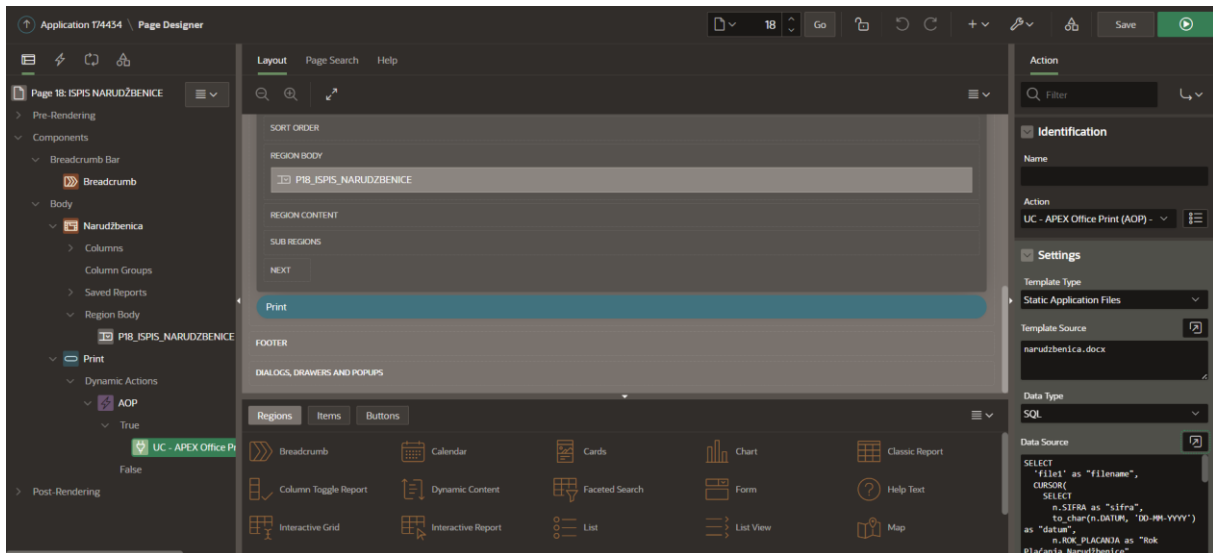 Application 174434 \ Page Designer
18
Go
Save
Layout Page Search Help
Action
Page 18: ISPIS NARUDŽBENICE
Filter
Pre-Rendering
Components
Breadcrumb Bar
Breadcrumb
Body
Narudžbenica
Columns
Column Groups
Saved Reports
Region Body
P18_ISPIS_NARUDZBENICE
Print
Dynamic Actions
AOP
True
UC - APEX Office Pr
False
Post-Rendering
SORT ORDER
REGION BODY
P18_ISPIS_NARUDZBENICE
REGION CONTENT
SUB REGIONS
NEXT
Print
FOOTER
DIALOGS, DRAWERS AND POPUPS
Regions Items Buttons
Breadcrumb Calendar Cards Chart Classic Report
Column Toggle Report Dynamic Content Faceted Search Form Help Text
Interactive Grid Interactive Report List List View Map
Identification
Name
Action
UC - APEX Office Print (AOP) -
Settings
Template Type
Static Application Files
Template Source
narudzbenica.docx
Data Type
SQL
Data Source
SELECT
'file1' as "filename",
CURSOR(
SELECT
n.SIFRA as "sifra",
to_char(n.DATUM, 'DD-MM-YYYY')
as "datum",
n.ROK_PLACANJA as "Rok
Plaćanja Narudžbenice"